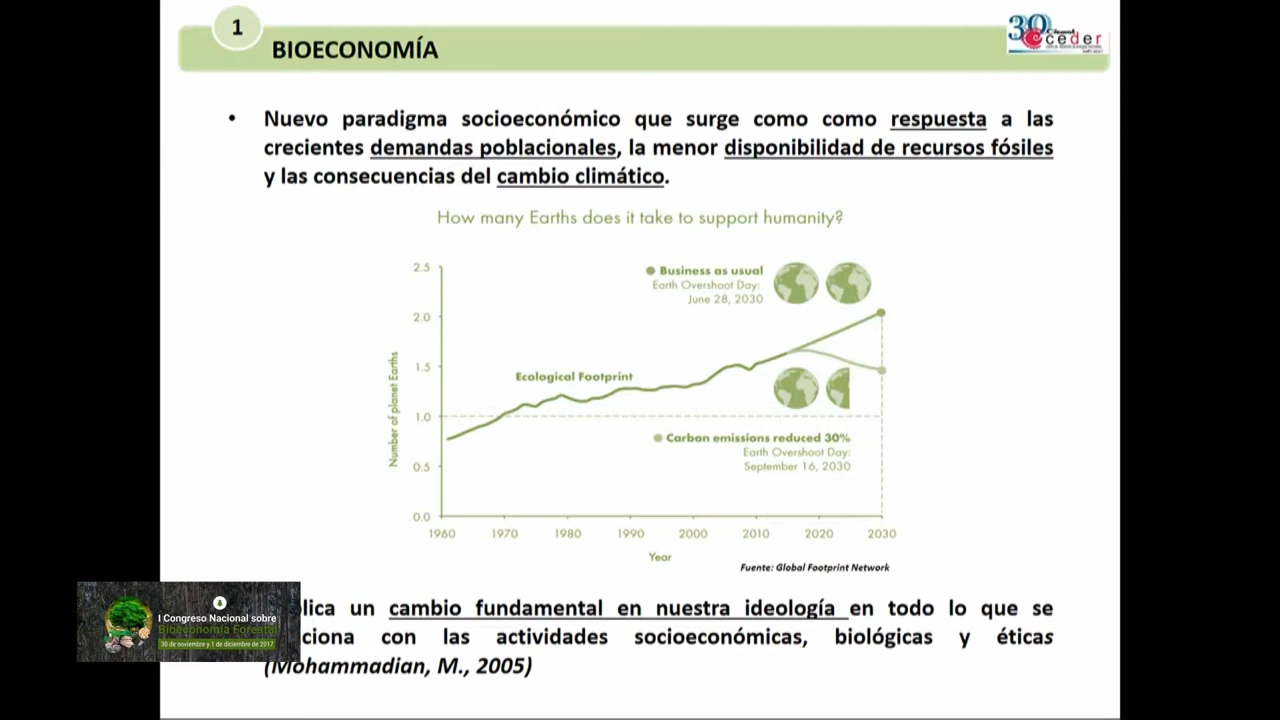 1
BIOECONOMÍA
30
ceder
• Nuevo paradigma socioeconómico que surge como como respuesta a las
crecientes demandas poblacionales, la menor disponibilidad de recursos fósiles
y las consecuencias del cambio climático.
How many Earths does it take to support humanity?
2.5
2.0
1.5
1.0
0.5
0.0
Number of planet Earths
Business as usual
Earth Overshoot Day:
June 28, 2030
Ecological Footprint
Carbon emissions reduced 30%
Earth Overshoot Day:
September 16, 2030
1960 1970 1980 1990 2000 2010 2020 2030
Year
Fuente: Global Footprint Network
lica un cambio fundamental en nuestra ideología en todo lo que se
ciona con las actividades socioeconómicas, biológicas y éticas
(Mohammadian, M., 2005)
I Congreso Nacional sobre
Bioeconomía Forestal
30 de noviembre y 1 de diciembre de 2017